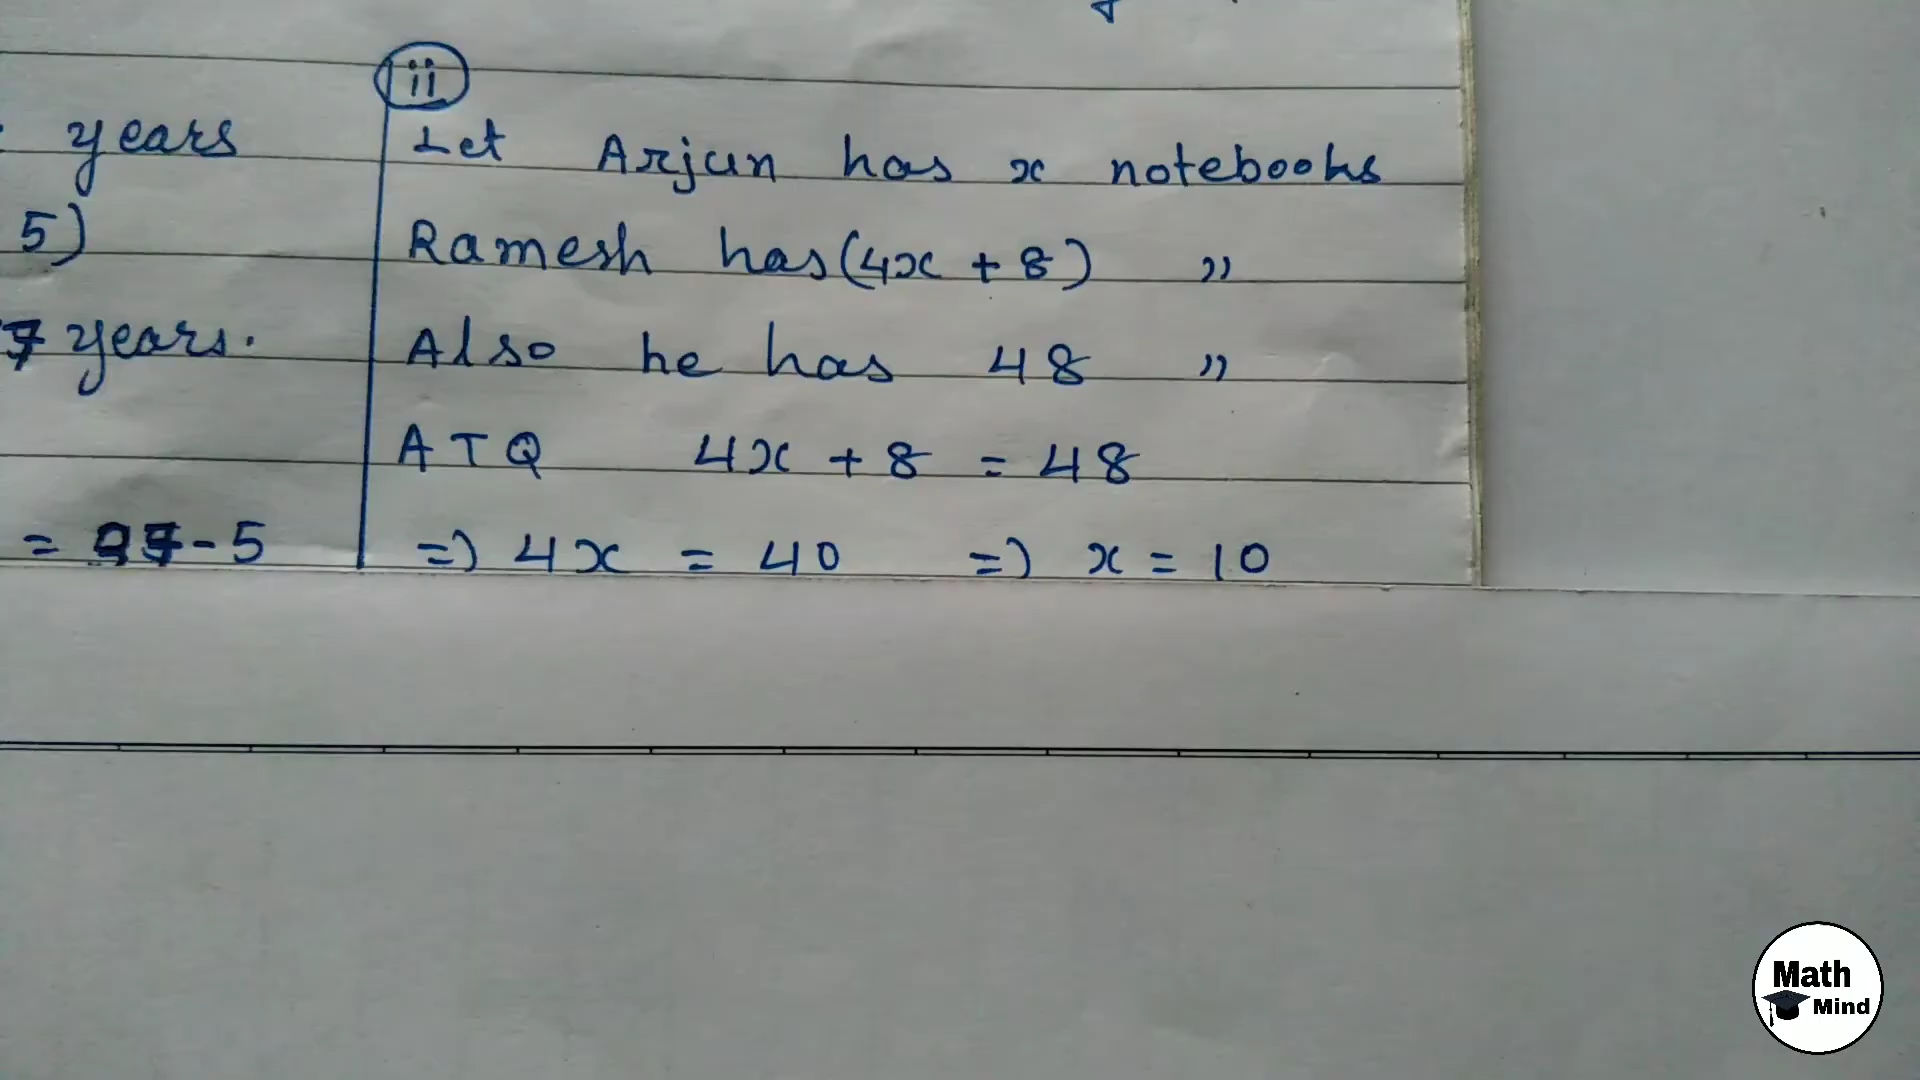 years
5)
7 years.
= 97-5
ii
Let Arjun has x notebooks
Ramesh has (4x + 8) "
Also he has 48 "
ATQ 4x + 8 = 48
=) 4x = 40 =) x = 10
Math
Mind